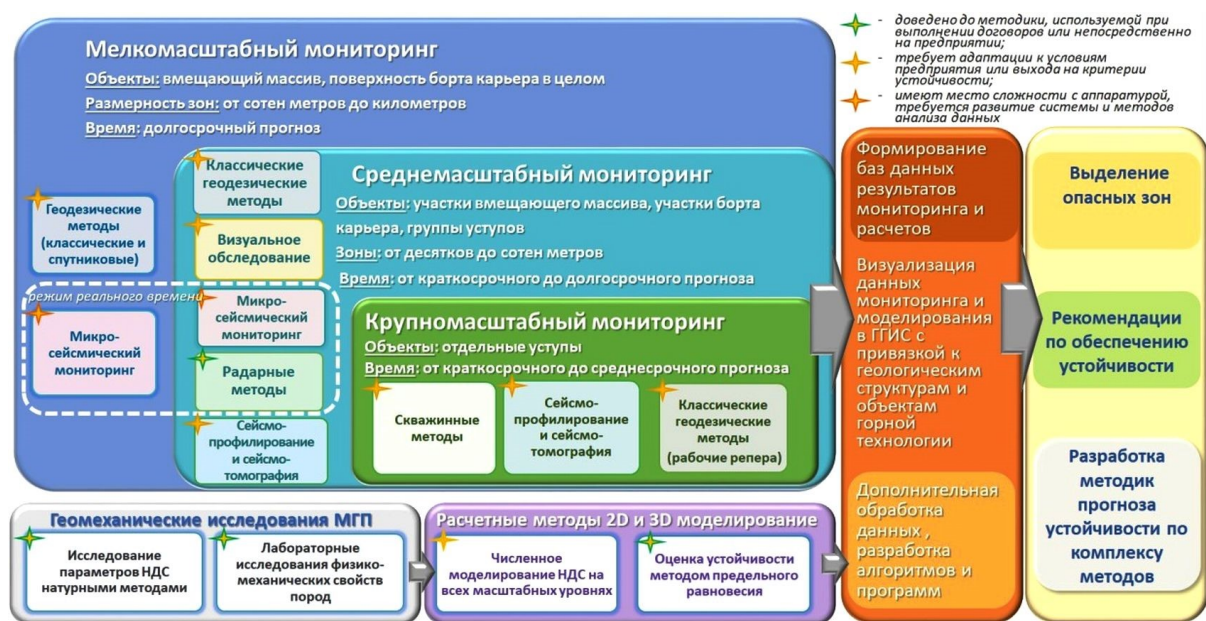 Мелкомасштабный мониторинг
Объекты: вмещающий массив, поверхность борта карьера в целом
Размерность зон: от сотен метров до километров
Время: долгосрочный прогноз
- доведено до методики, используемой при
выполнении договоров или непосредственно
на предприятии;
- требует адаптации к условиям
предприятия или выхода на критерии
устойчивости;
- имеют место сложности с аппаратурой,
требуется развитие системы и методов
анализа данных
Геодезические
методы
(классические и
спутниковые)
режим реального времени
Микро-
сейсмический
мониторинг
Классические
геодезические
методы
Визуальное
обследование
Микро-
сейсмический
мониторинг
Радарные
методы
Сейсмо-
профилирование
и сейсмо-
томография
Среднемасштабный мониторинг
Объекты: участки вмещающего массива, участки борта
карьера, группы уступов
Зоны: от десятков до сотен метров
Время: от краткосрочного до долгосрочного прогноза
Крупномасштабный мониторинг
Объекты: отдельные уступы
Время: от краткосрочного до среднесрочного прогноза
Скважинные
методы
Сейсмо-
профилирование
и сейсмо-
томография
Классические
геодезические
методы
(рабочие репера)
Геомеханические исследования МГП
Исследование
параметров НДС
натурными методами
Лабораторные
исследования физико-
механических свойств
пород
Расчетные методы 2D и 3D моделирование
Численное
моделирование НДС на
всех масштабных уровнях
Оценка устойчивости
методом предельного
равновесия
Формирование
баз данных
результатов
мониторинга и
расчетов
Визуализация
данных
мониторинга и
моделирования
в ГГИС с
привязкой к
геологическим
структурам и
объектам
горной
технологии
Дополнительная
обработка
данных ,
разработка
алгоритмов и
программ
Выделение
опасных зон
Рекомендации
по обеспечению
устойчивости
Разработка
методик
прогноза
устойчивости по
комплексу
методов